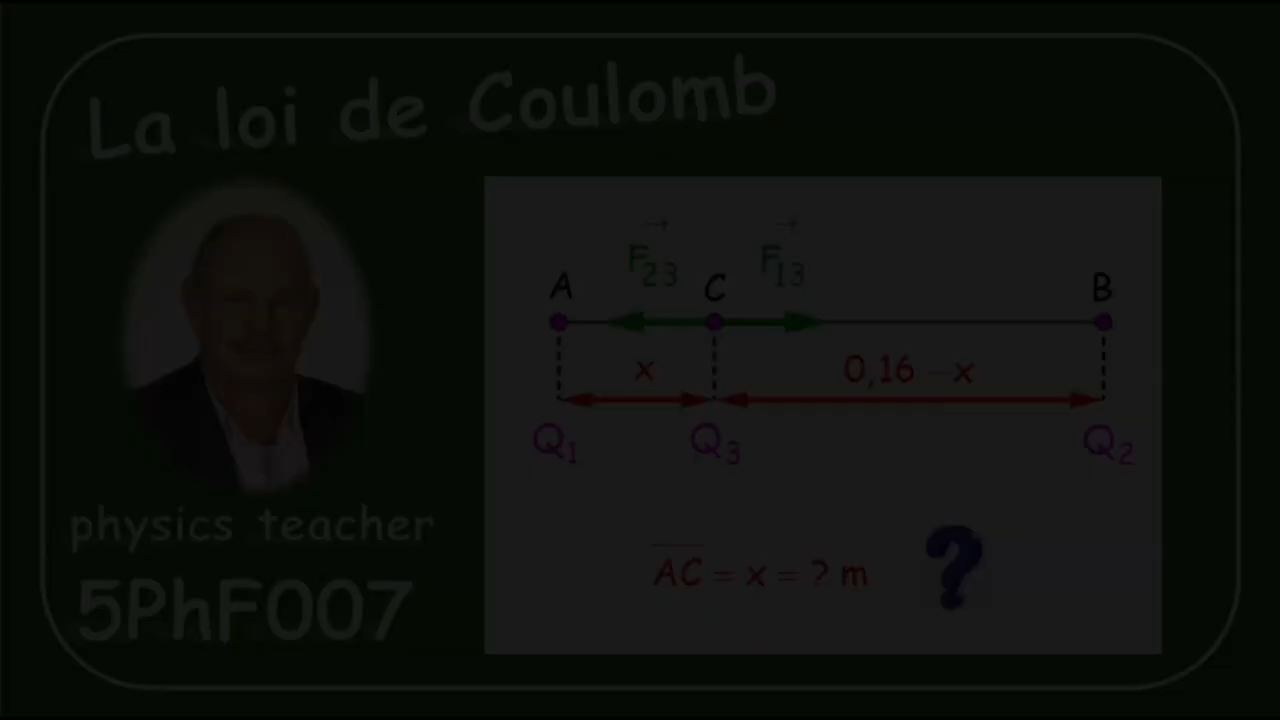 La loi de Coulomb
F23 F13
A C B
x 0,16 - x
Q1 Q3 Q2
physics teacher
AC = x = ? m ?
5PhF007